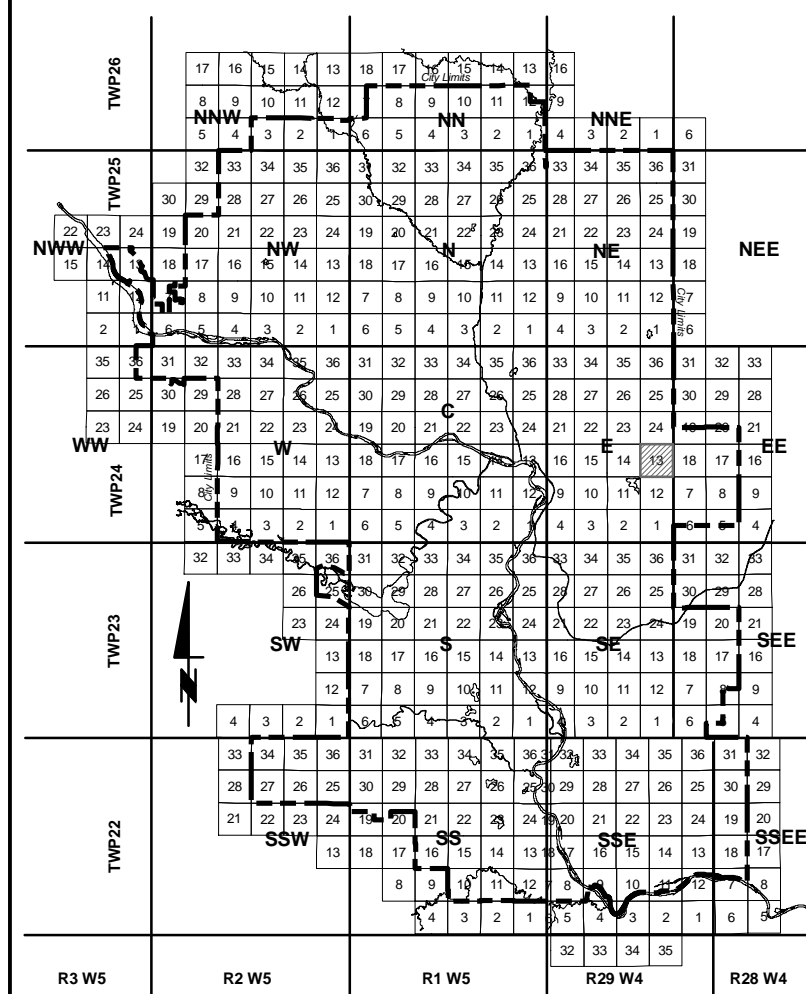 TWP26
17 16 15 14 13 18 17 16 15 14 13 16
City Limits
8 9 10 11 12 8 9 10 11 12 9
NNW NN NNE
5 4 3 2 1 6 5 4 3 2 1 4 3 2 1 6
TWP25
32 33 34 35 36 31 32 33 34 35 36 33 34 35 36 31
30 29 28 27 26 25 30 29 28 27 26 25 28 27 26 25 30
22 23 24 19 20 21 22 23 24 19 20 21 22 23 24 21 22 23 24 19
NWW NW N NE NEE
15 14 13 18 17 16 15 14 13 18 17 16 15 14 13 16 15 14 13 18
11 12 8 9 10 11 12 7 8 9 10 11 12 9 10 11 12 7
City Limits
2 1 6 5 4 3 2 1 6 5 4 3 2 1 4 3 2 1 6
35 36 31 32 33 34 35 36 31 32 33 34 35 36 33 34 35 36 31 32 33
26 25 30 29 28 27 26 25 30 29 28 27 26 25 28 27 26 25 30 29 28
C
23 24 19 20 21 22 23 24 19 20 21 22 23 24 21 22 23 24 19 20 21
WW W E EE
17 16 15 14 13 18 17 16 15 14 13 16 15 14 13 18 17 16
City Limits
TWP24
8 9 10 11 12 7 8 9 10 11 12 9 10 11 12 7 8 9
5 4 3 2 1 6 5 4 3 2 1 4 3 2 1 6 5 4
32 33 34 35 36 31 32 33 34 35 36 33 34 35 36 31 32 33
26 25 30 29 28 27 26 25 28 27 26 25 30 29 28
TWP23
23 24 19 20 21 22 23 24 21 22 23 24 19 20 21
SW S SE SEE
13 18 17 16 15 14 13 16 15 14 13 18 17 16
N
12 7 8 9 10 11 12 9 10 11 12 7 8 9
4 3 2 1 6 5 4 3 2 1 4 3 2 1 6 4
33 34 35 36 31 32 33 34 35 36 31 32 33 34 35 36 31 32
28 27 26 25 30 29 28 27 26 25 30 29 28 27 26 25 30 29
21 22 23 24 19 20 21 22 23 24 19 20 21 22 23 24 19 20
SSW SS SSE SSEE
TWP22
13 18 17 16 15 14 13 18 17 16 15 14 13 18 17
8 9 10 11 12 7 8 9 10 11 12 7 8
4 3 2 1 6 5 4 3 2 1 6 5
32 33 34 35
R3 W5 R2 W5 R1 W5 R29 W4 R28 W4